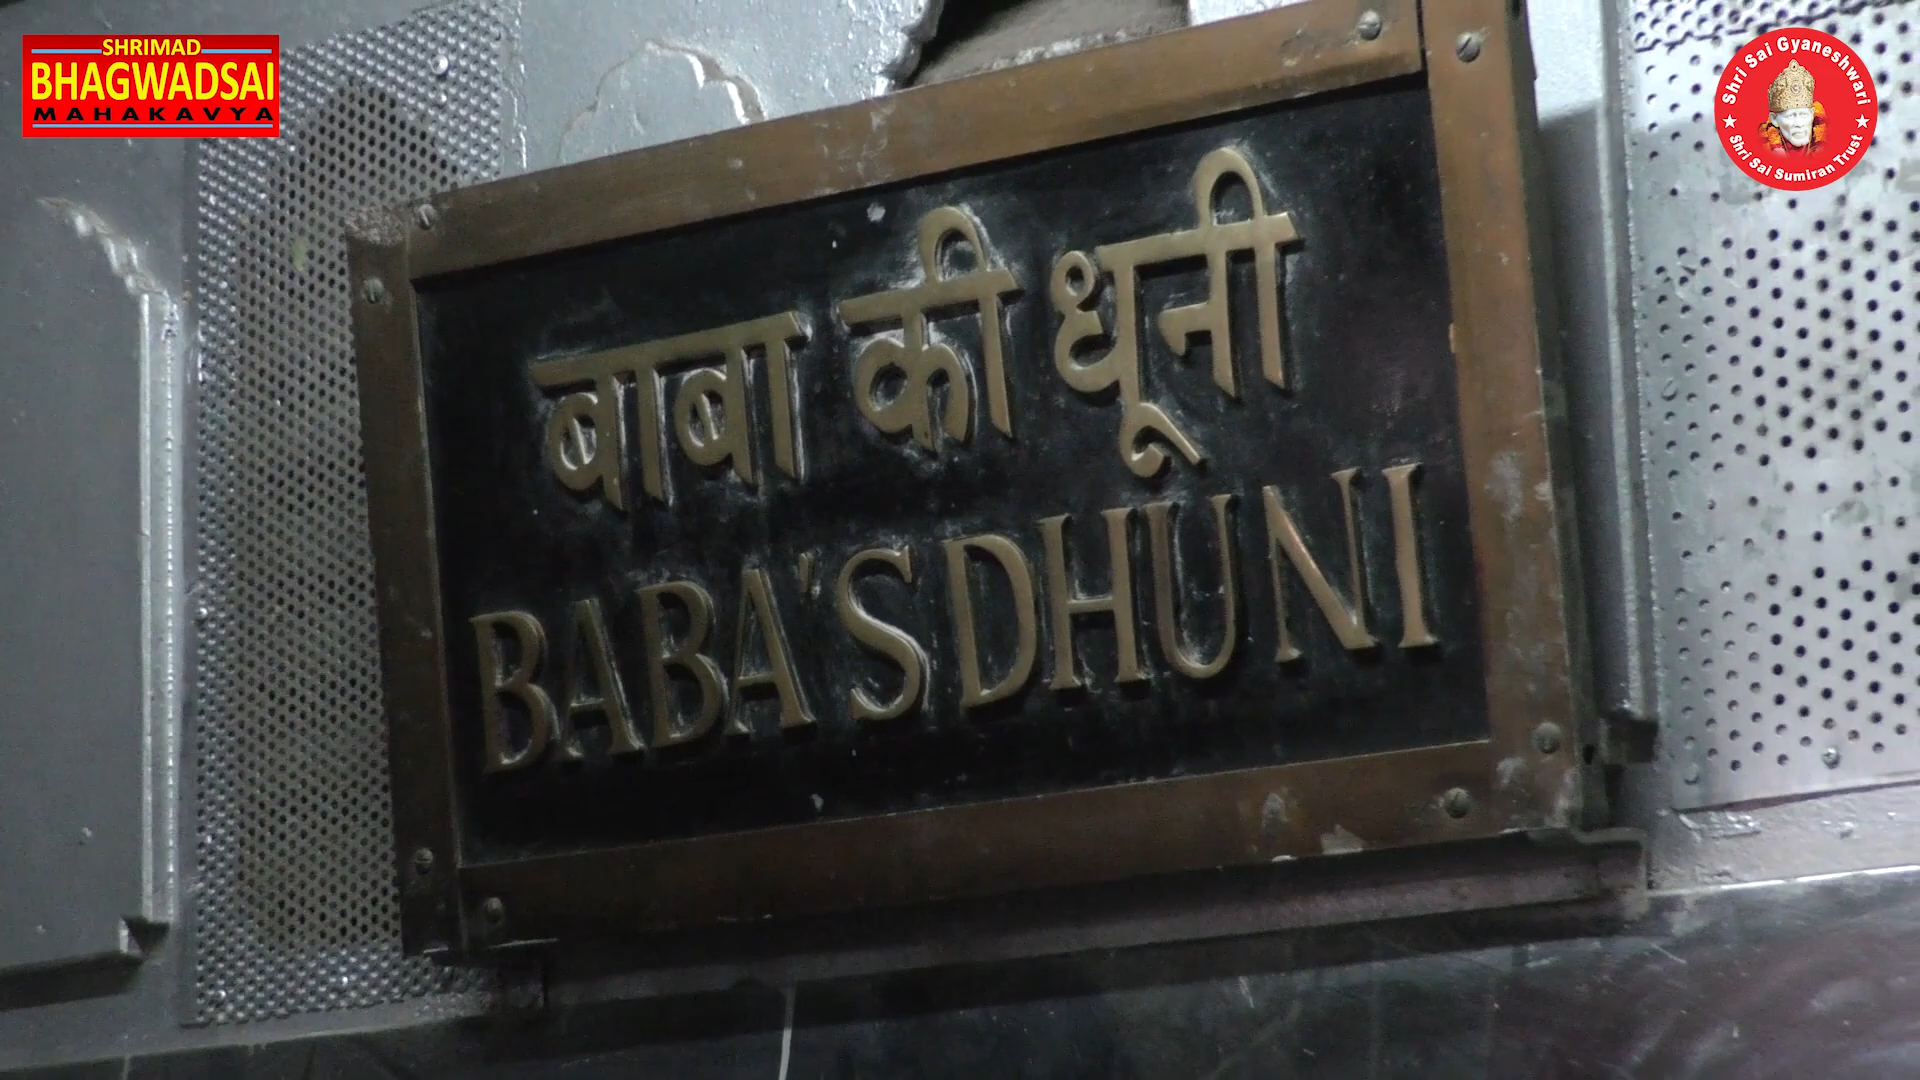 SHRIMAD
BHAGWADSAI
MAHAKAVYA
Shri Sai Gyaneshwari
★ Shri Sai Sumiran Trust ★
बाबा की धूनी
BABA'S DHUNI